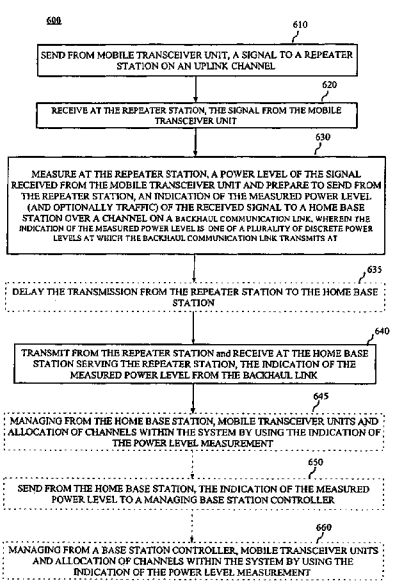 600
610
SEND FROM MOBILE TRANSCEIVER UNIT, A SIGNAL TO A REPEATER
STATION ON AN UPLINK CHANNEL
620
RECEIVE AT THE REPEATER STATION, THE SIGNAL FROM THE MOBILE
TRANSCEIVER UNIT
630
MEASURE AT THE REPEATER STATION, A POWER LEVEL OF THE SIGNAL
RECEIVED FROM THE MOBILE TRANSCEIVER UNIT AND PREPARE TO SEND FROM
THE REPEATER STATION, AN INDICATION OF THE MEASURED POWER LEVEL
(AND OPTIONALLY TRAFFIC) OF THE RECEIVED SIGNAL TO A HOME BASE
STATION OVER A CHANNEL ON A BACKHAUL COMMUNICATION LINK, WHEREIN THE
INDICATION OF THE MEASURED POWER LEVEL IS ONE OF A PLURALITY OF DISCRETE POWER
LEVELS AT WHICH THE BACKHAUL COMMUNICATION LINK TRANSMITS AT
635
DELAY THE TRANSMISSION FROM THE REPEATER STATION TO THE HOME BASE
STATION
640
TRANSMIT FROM THE REPEATER STATION and RECEIVE AT THE HOME BASE
STATION SERVING THE REPEATER STATION, THE INDICATION OF THE
MEASURED POWER LEVEL FROM THE BACKHAUL LINK
645
MANAGING FROM THE HOME BASE STATION, MOBILE TRANSCEIVER UNITS AND
ALLOCATION OF CHANNELS WITHIN THE SYSTEM BY USING THE INDICATION OF
THE POWER LEVEL MEASUREMENT
650
SEND FROM THE HOME BASE STATION, THE INDICATION OF THE MEASURED
POWER LEVEL TO A MANAGING BASE STATION CONTROLLER
660
MANAGING FROM A BASE STATION CONTROLLER, MOBILE TRANSCEIVER UNITS
AND ALLOCATION OF CHANNELS WITHIN THE SYSTEM BY USING THE
INDICATION OF THE POWER LEVEL MEASUREMENT